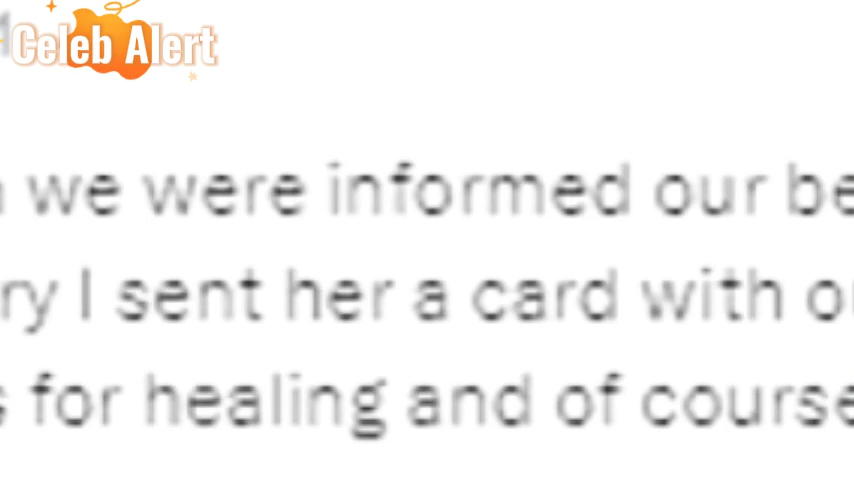 Celeb Alert
we were informed our be
ry I sent her a card with o
s for healing and of course